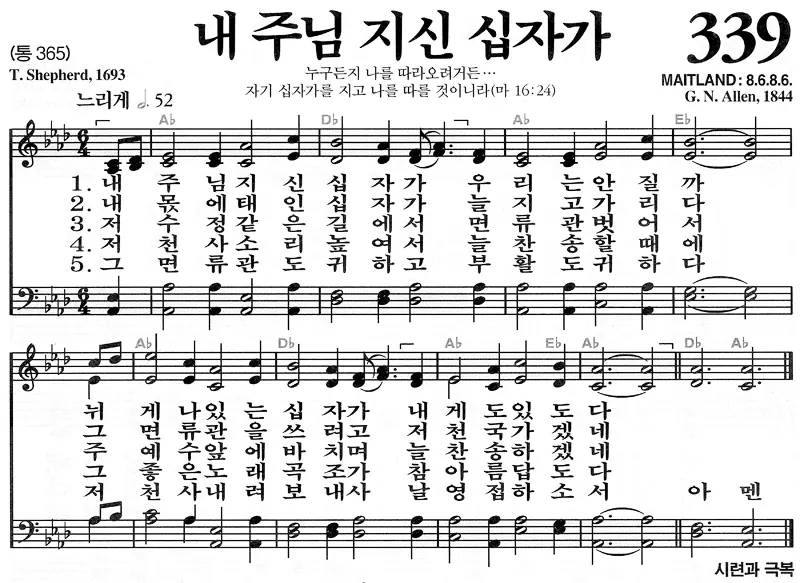 내 주님 지신 십자가
339
(통 365)
T. Shepherd, 1693
누구든지 나를 따라오려거든…
자기 십자가를 지고 나를 따를 것이니라(마 16:24)
MAITLAND : 8.6.8.6.
G. N. Allen, 1844
느리게 𝅗𝅥. 52
A♭ D♭ A♭ E♭
6 4
1. 내 주 님 지 신 십 자 가 우 리 는 안 질 까
2. 내 몫 에 태 인 십 자 가 늘 지 고 가 리 다
3. 저 수 정 같 은 길 에 서 면 류 관 벗 어 서
4. 저 천 사 소 리 높 여 서 늘 찬 송 할 때 에
5. 그 면 류 관 도 귀 하 고 부 활 도 귀 하 다
6 4
A♭ D♭ A♭ E♭ A♭ D♭ A♭
뉘 게 나 있 는 십 자 가 내 게 도 있 도 다
그 면 류 관 을 쓰 려 고 저 천 국 가 겠 네
주 예 수 앞 에 바 치 며 늘 찬 송 하 겠 네
그 좋 은 노 래 곡 조 가 참 아 름 답 도 다
저 천 사 내 려 보 내 사 날 영 접 하 소 서 아 멘
시련과 극복